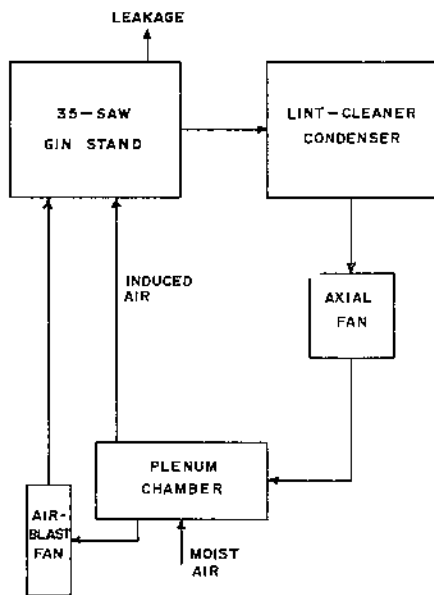 LEAKAGE
35-SAW
GIN STAND
LINT-CLEANER
CONDENSER
INDUCED
AIR
AXIAL
FAN
PLENUM
CHAMBER
AIR-
BLAST
FAN
MOIST
AIR